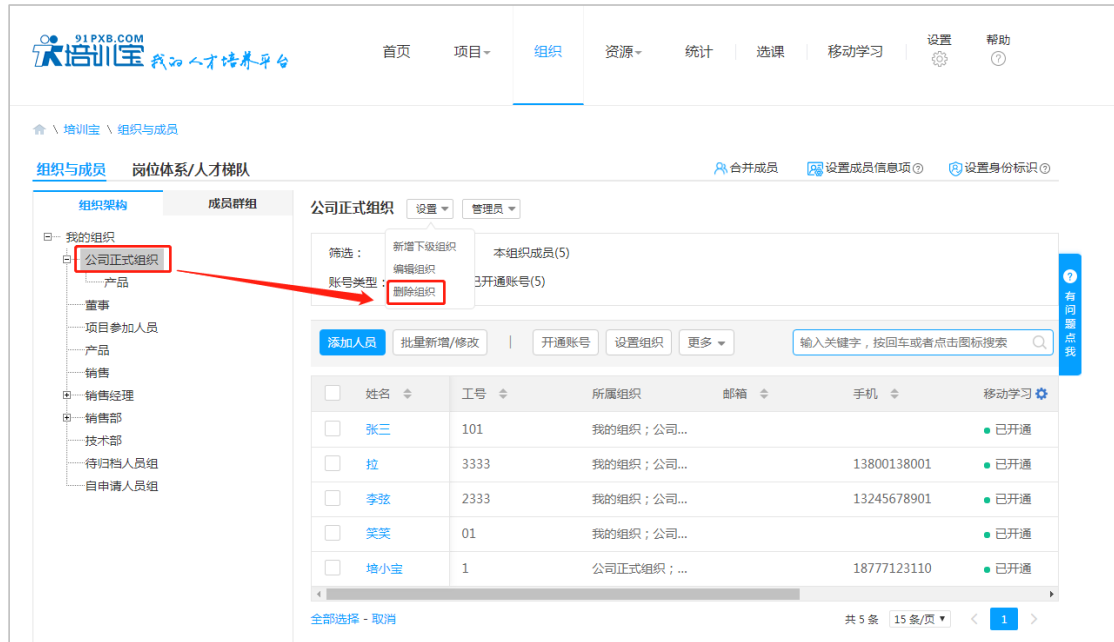 91PXB.COM
培训宝 我的人才培养平台
首页 项目 组织 资源 统计 选课 移动学习 设置 帮助
\ 培训宝 \ 组织与成员
组织与成员 岗位体系/人才梯队 合并成员 设置成员信息项 设置身份标识
组织架构 成员群组
公司正式组织 设置 管理员
我的组织
公司正式组织
产品
董事
项目参加人员
产品
销售
销售经理
销售部
技术部
待归档人员组
自申请人员组
新增下级组织
编辑组织
删除组织
筛选： 本组织成员(5)
账号类型： 已开通账号(5)
有问题点我
添加人员 批量新增/修改 | 开通账号 设置组织 更多 输入关键字，按回车或者点击图标搜索
姓名 工号 所属组织 邮箱 手机 移动学习
张三 101 我的组织；公司... 已开通
拉 3333 我的组织；公司... 13800138001 已开通
李弦 2333 我的组织；公司... 13245678901 已开通
笑笑 01 我的组织；公司... 已开通
培小宝 1 公司正式组织；... 18777123110 已开通
全部选择 - 取消 共 5 条 15 条/页 1